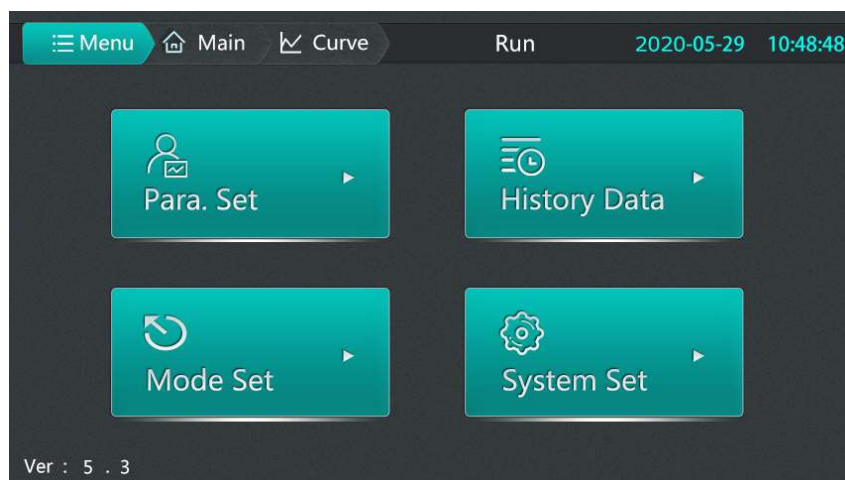 Menu Main Curve Run 2020-05-29 10:48:48
Para. Set
History Data
Mode Set
System Set
Ver : 5 . 3